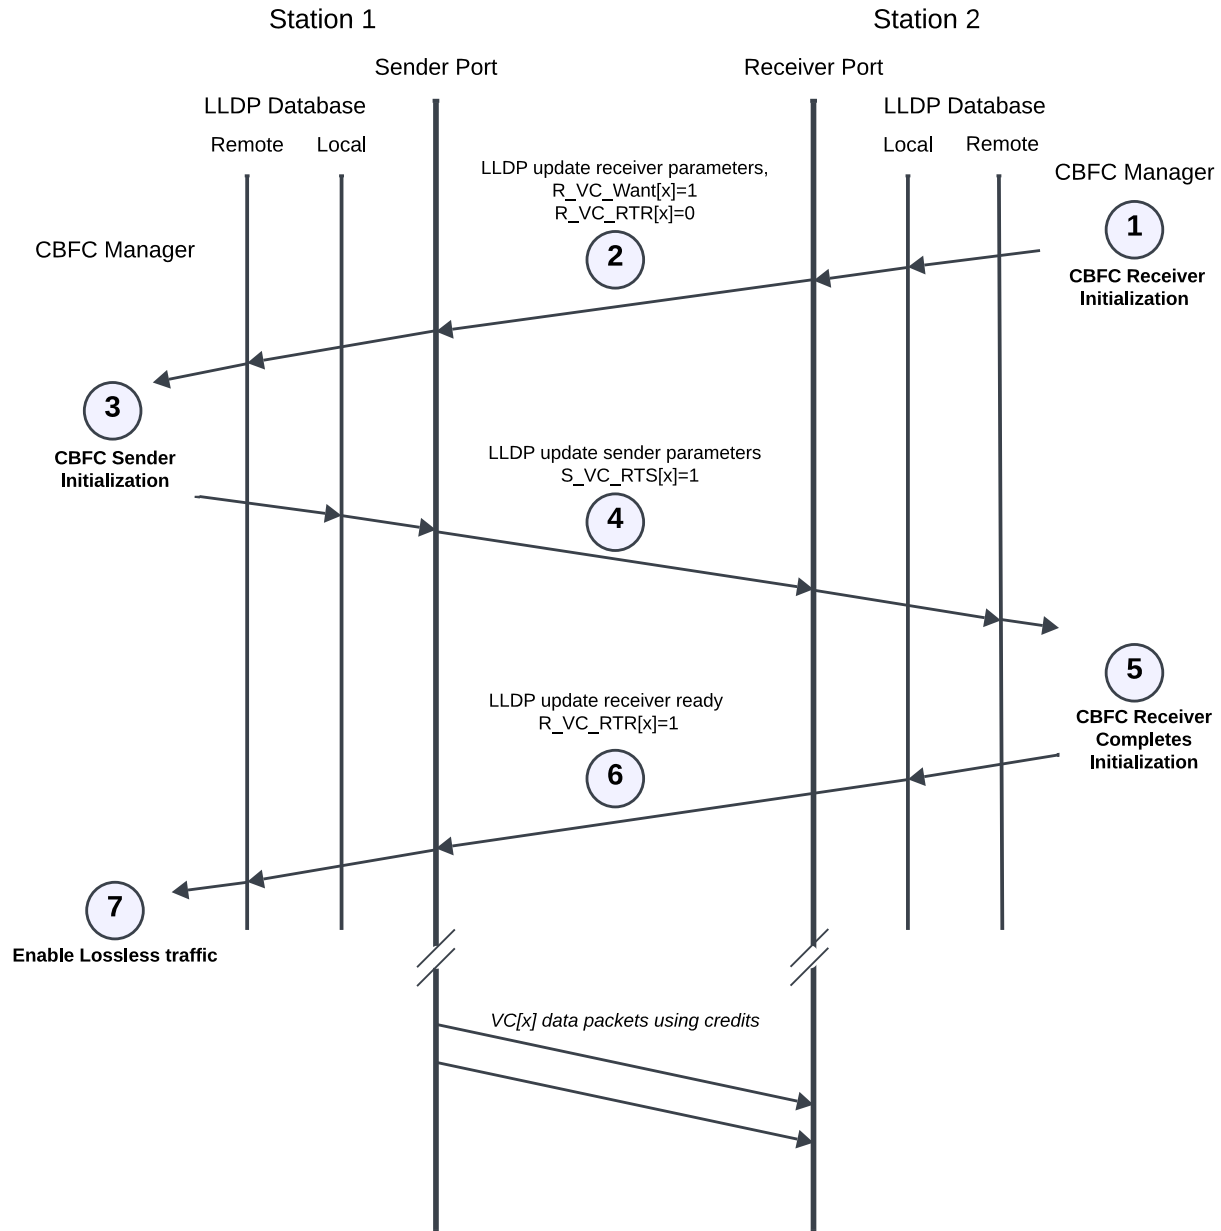 Station 1
Station 2
Sender Port
Receiver Port
LLDP Database
LLDP Database
Remote
Local
Local
Remote
CBFC Manager
CBFC Manager
LLDP update receiver parameters,
R_VC_Want[x]=1
R_VC_RTR[x]=0
1
2
CBFC Receiver
Initialization
3
CBFC Sender
Initialization
LLDP update sender parameters
S_VC_RTS[x]=1
4
5
CBFC Receiver
Completes
Initialization
LLDP update receiver ready
R_VC_RTR[x]=1
6
7
Enable Lossless traffic
VC[x] data packets using credits